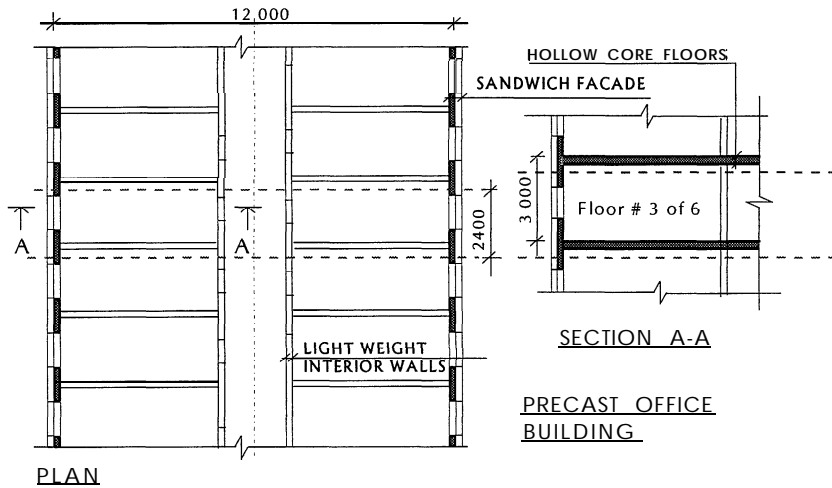 12 000
HOLLOW CORE FLOORS
SANDWICH FACADE
3 000
Floor # 3 of 6
A
A
2400
SECTION A-A
LIGHT WEIGHT
INTERIOR WALLS
PRECAST OFFICE
BUILDING
PLAN